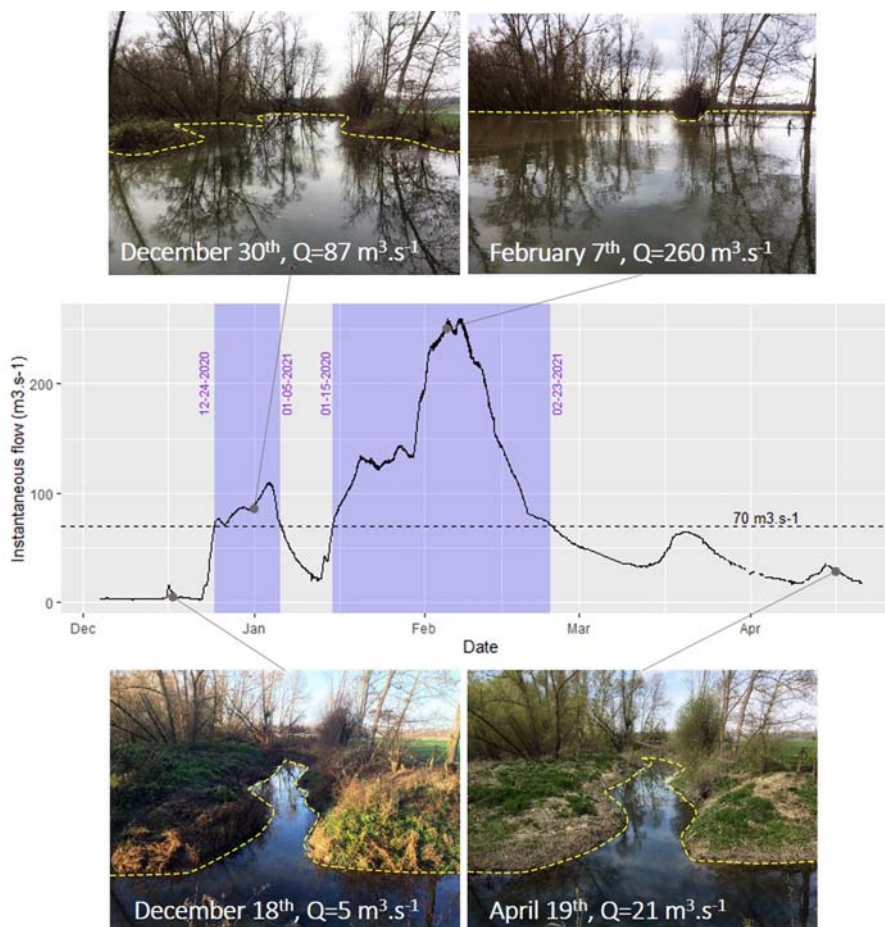 December 30th, Q=87 m3.s-1
February 7th, Q=260 m3.s-1
Instantaneous flow (m3.s-1)
200
100
0
12-24-2020
01-05-2021
01-15-2020
02-23-2021
70 m3.s-1
Dec
Jan
Feb
Mar
Apr
Date
December 18th, Q=5 m3.s-1
April 19th, Q=21 m3.s-1